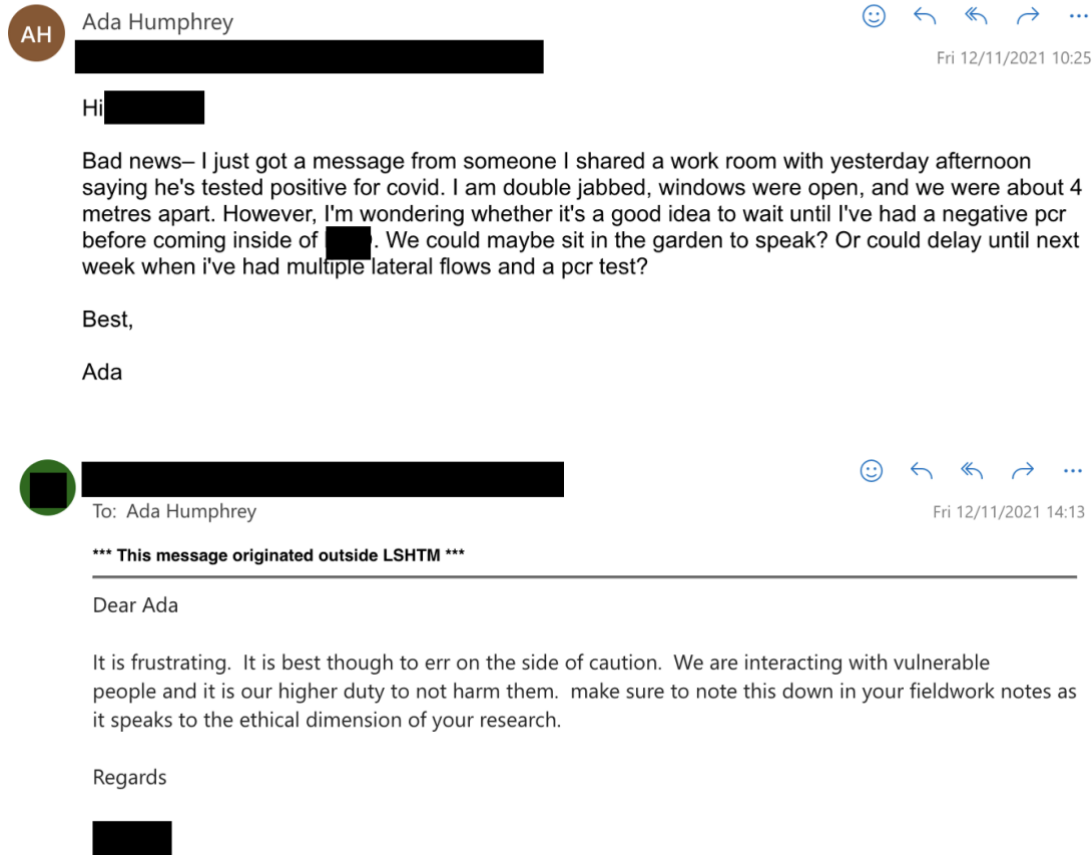 AH
Ada Humphrey
Fri 12/11/2021 10:25
Hi
Bad news– I just got a message from someone I shared a work room with yesterday afternoon
saying he's tested positive for covid. I am double jabbed, windows were open, and we were about 4
metres apart. However, I'm wondering whether it's a good idea to wait until I've had a negative pcr
before coming inside of . We could maybe sit in the garden to speak? Or could delay until next
week when i've had multiple lateral flows and a pcr test?
Best,
Ada
To: Ada Humphrey
Fri 12/11/2021 14:13
*** This message originated outside LSHTM ***
Dear Ada
It is frustrating.  It is best though to err on the side of caution.  We are interacting with vulnerable
people and it is our higher duty to not harm them.  make sure to note this down in your fieldwork notes as
it speaks to the ethical dimension of your research.
Regards